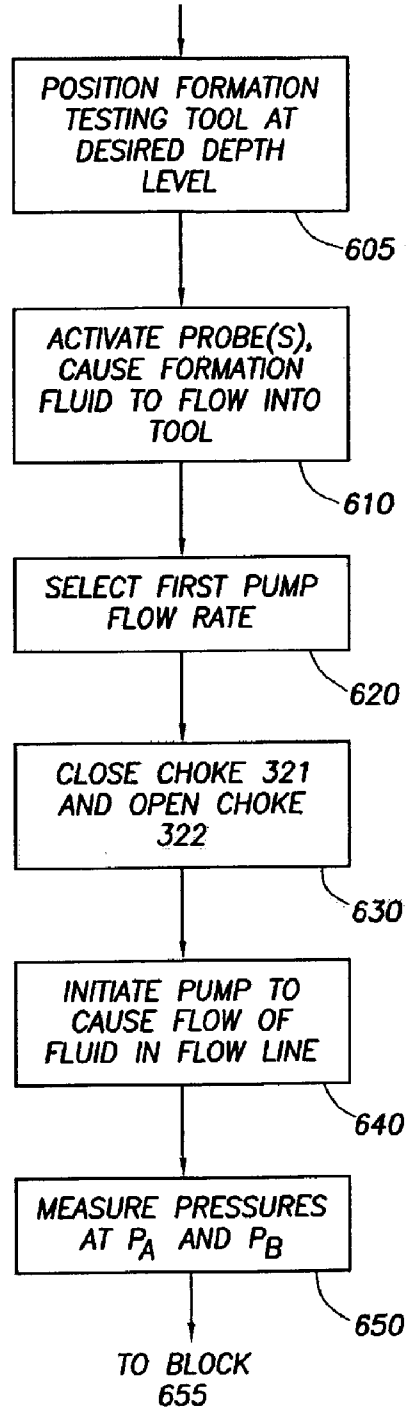 POSITION FORMATION
TESTING TOOL AT
DESIRED DEPTH
LEVEL
605
ACTIVATE PROBE(S),
CAUSE FORMATION
FLUID TO FLOW INTO
TOOL
610
SELECT FIRST PUMP
FLOW RATE
620
CLOSE CHOKE 321
AND OPEN CHOKE
322
630
INITIATE PUMP TO
CAUSE FLOW OF
FLUID IN FLOW LINE
640
MEASURE PRESSURES
AT PA AND PB
650
TO BLOCK
655